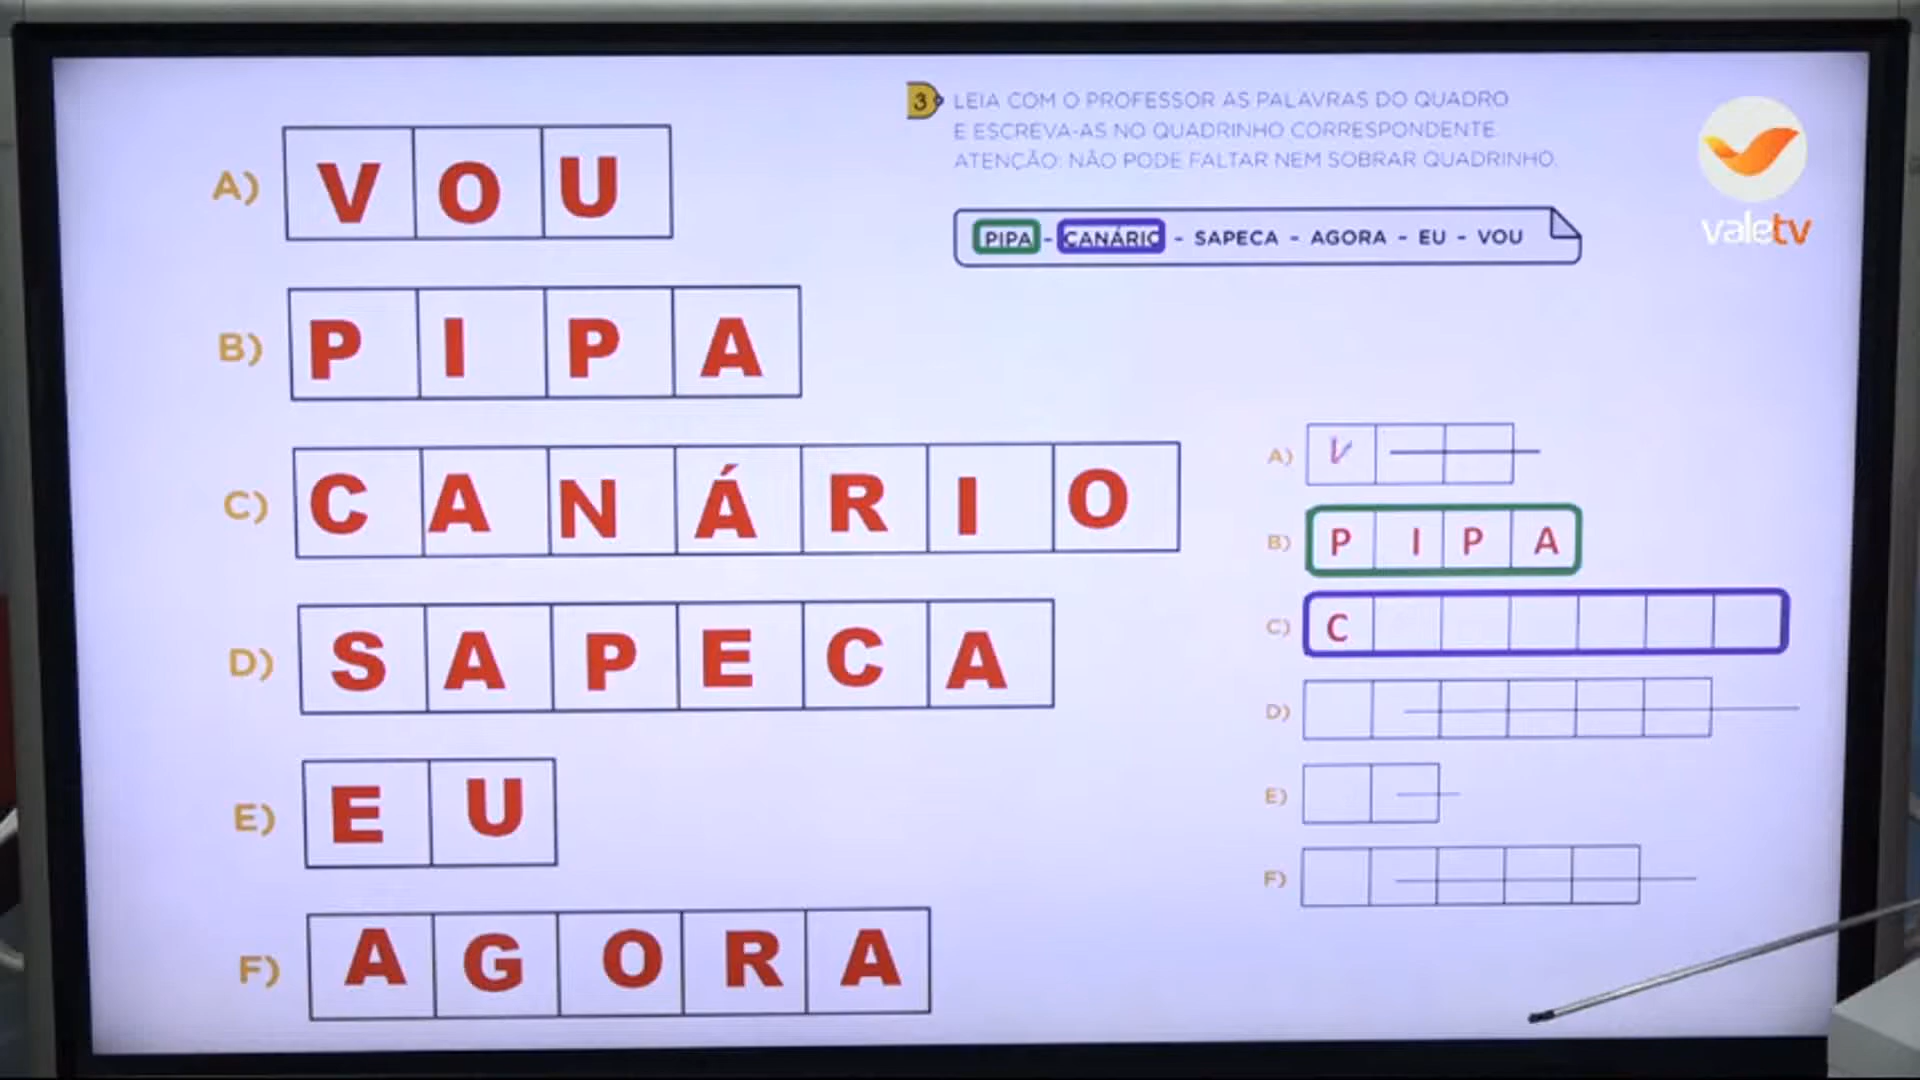 3 LEIA COM O PROFESSOR AS PALAVRAS DO QUADRO
E ESCREVA-AS NO QUADRINHO CORRESPONDENTE.
ATENÇÃO: NÃO PODE FALTAR NEM SOBRAR QUADRINHO.
PIPA - CANÁRIO - SAPECA - AGORA - EU - VOU
valetv
A) VOU
B) PIPA
C) CANÁRIO
D) SAPECA
E) EU
F) AGORA
A) V
B) PIPA
C) C
D)
E)
F)